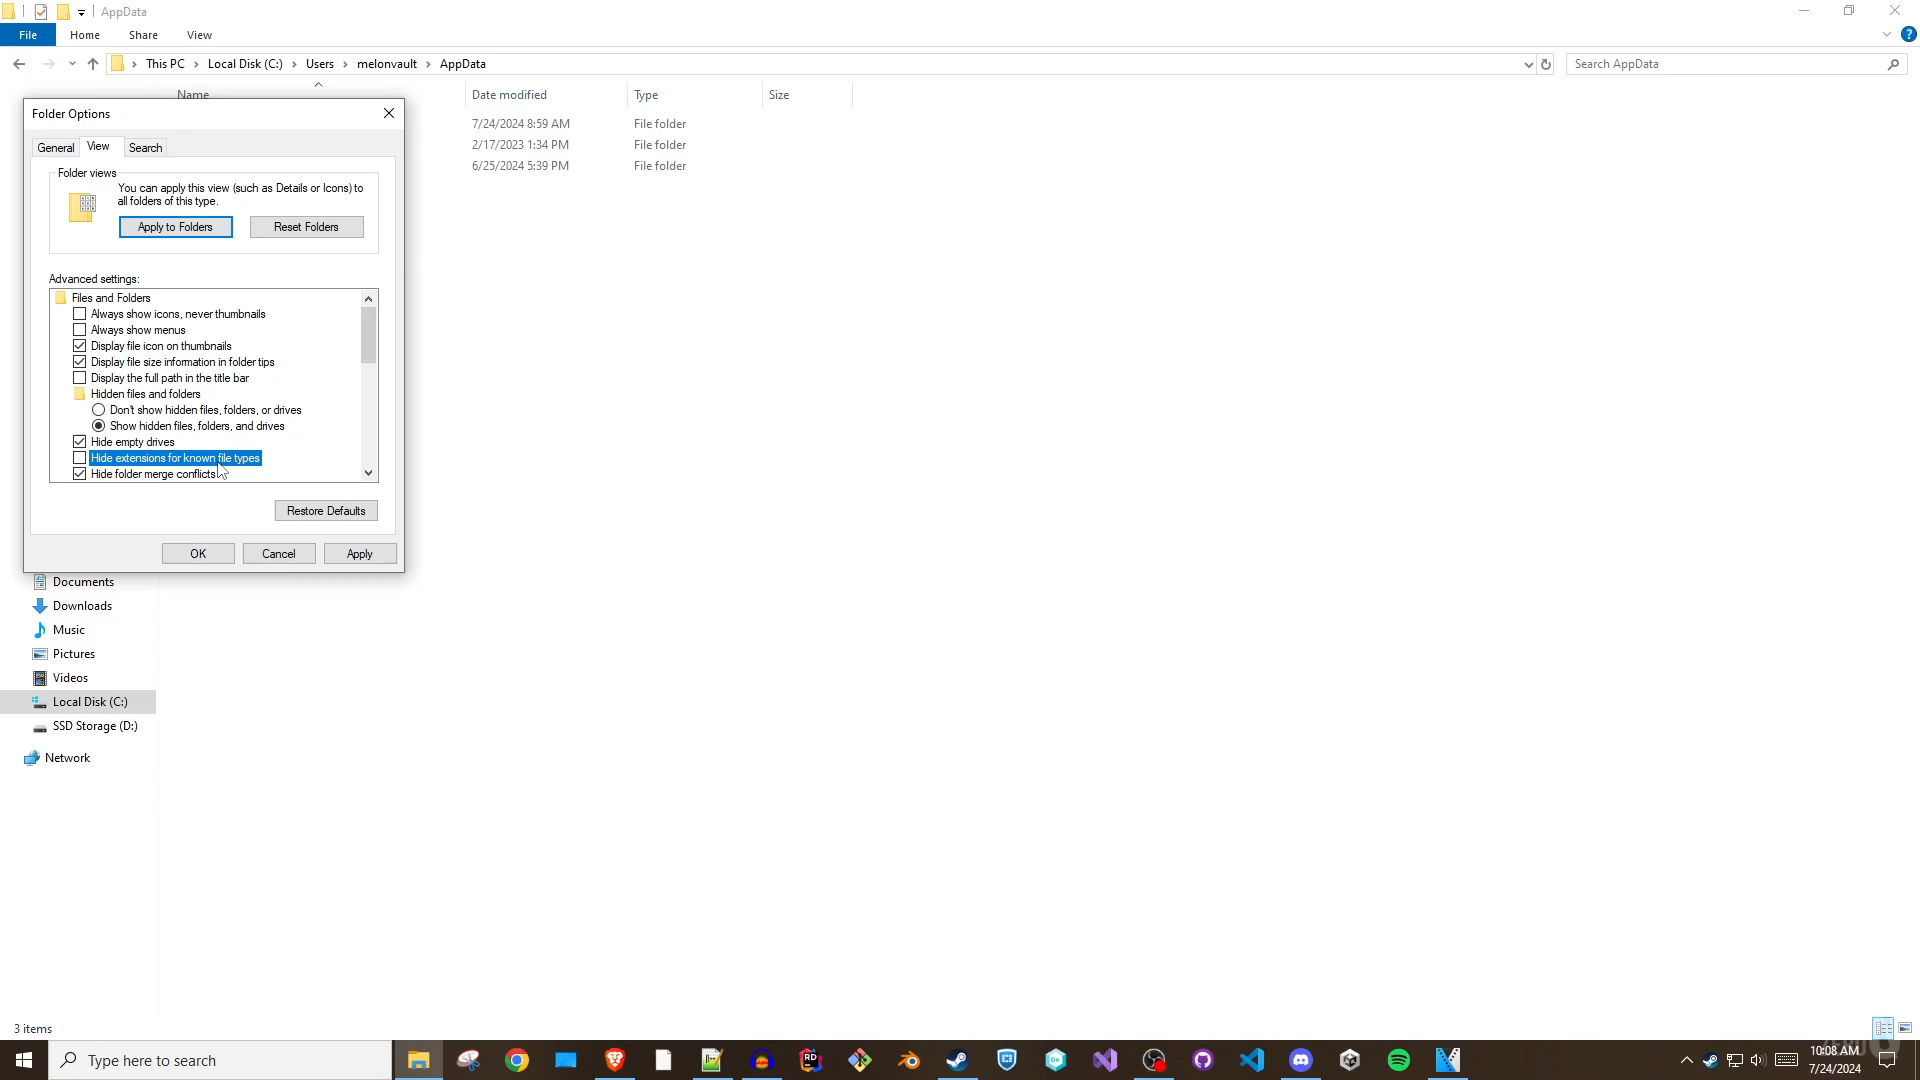 AppData
File
Home
Share
View
?
This PC
Local Disk (C:)
Users
melonvault
AppData
Search AppData
Name
Date modified
Type
Size
7/24/2024 8:59 AM
File folder
2/17/2023 1:34 PM
File folder
6/25/2024 5:39 PM
File folder
Folder Options
General
View
Search
Folder views
You can apply this view (such as Details or Icons) to
all folders of this type.
Apply to Folders
Reset Folders
Advanced settings:
Files and Folders
Always show icons, never thumbnails
Always show menus
Display file icon on thumbnails
Display file size information in folder tips
Display the full path in the title bar
Hidden files and folders
Don't show hidden files, folders, or drives
Show hidden files, folders, and drives
Hide empty drives
Hide extensions for known file types
Hide folder merge conflicts
Restore Defaults
OK
Cancel
Apply
Documents
Downloads
Music
Pictures
Videos
Local Disk (C:)
SSD Storage (D:)
Network
3 items
Type here to search
RD
Dv
10:08 AM
7/24/2024